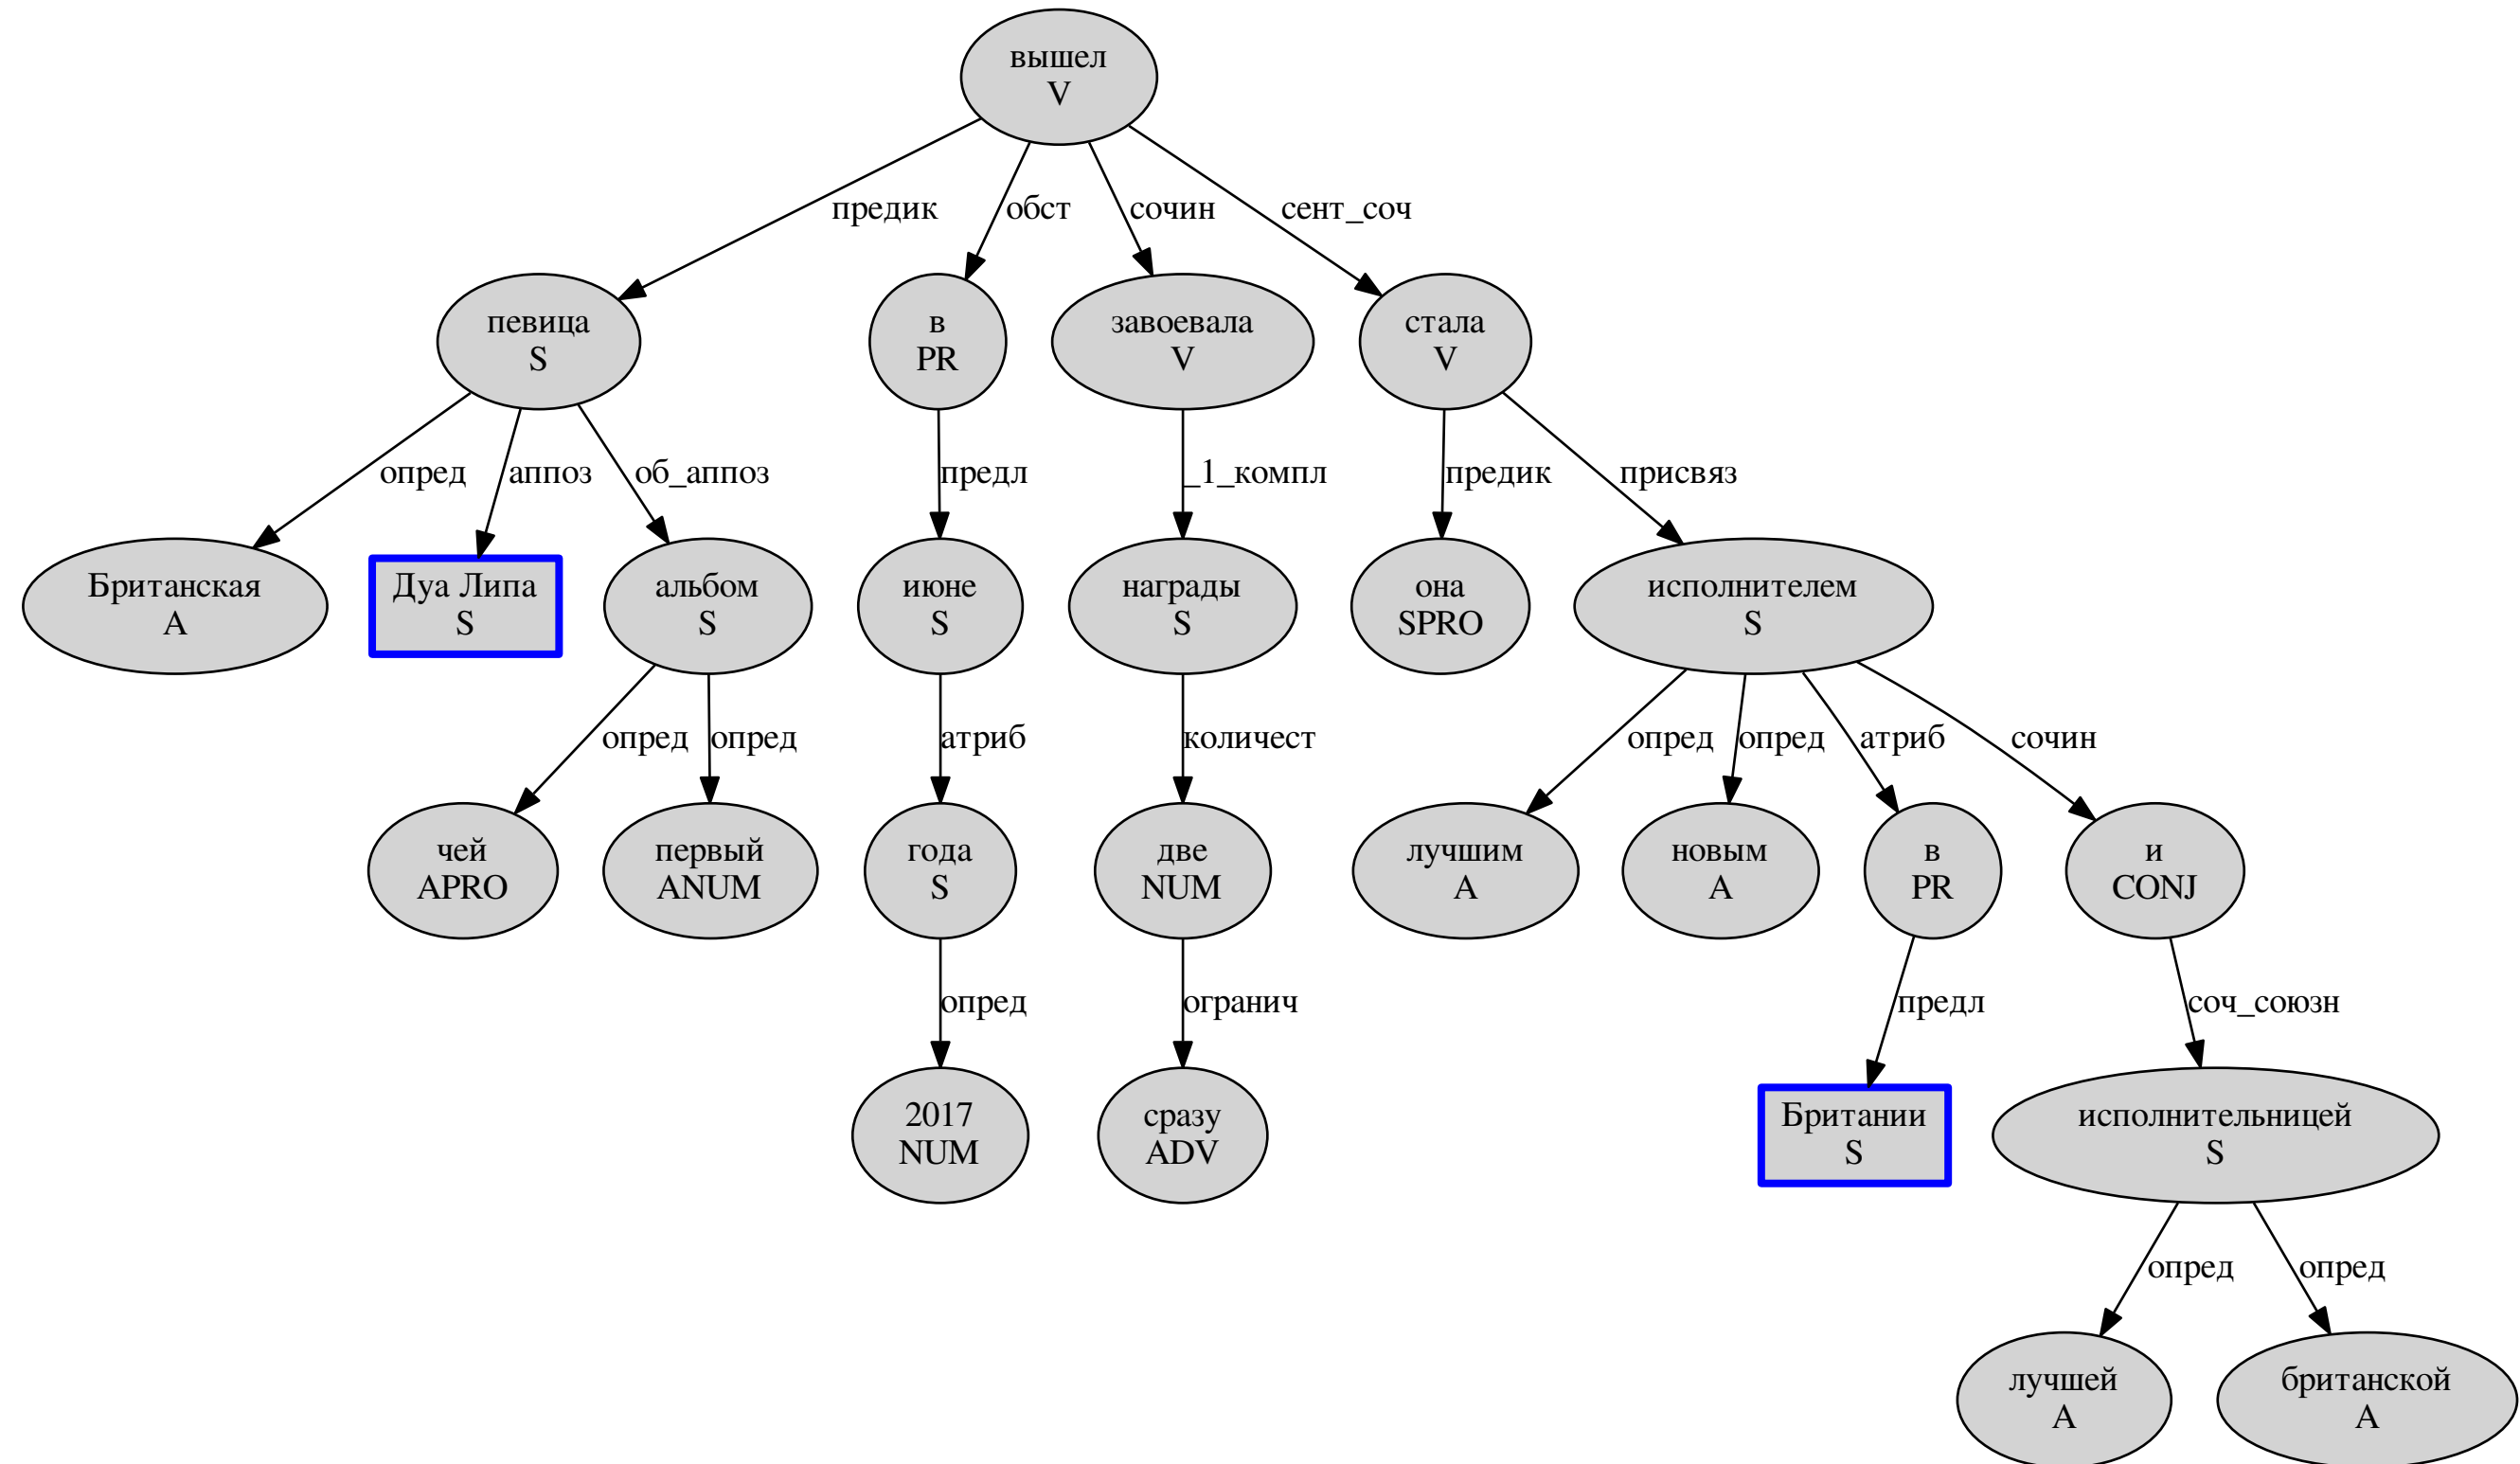 вышел
V
предик
обст
сочин
сент_соч
певица
S
в
PR
завоевала
V
стала
V
опред
аппоз
об_аппоз
предл
_1_компл
предик
присвяз
Британская
A
Дуа Липа
S
альбом
S
июне
S
награды
S
она
SPRO
исполнителем
S
опред
опред
атриб
количест
опред
опред
атриб
сочин
чей
APRO
первый
ANUM
года
S
две
NUM
лучшим
A
новым
A
в
PR
и
CONJ
опред
огранич
предл
соч_союзн
2017
NUM
сразу
ADV
Британии
S
исполнительницей
S
опред
опред
лучшей
A
британской
A